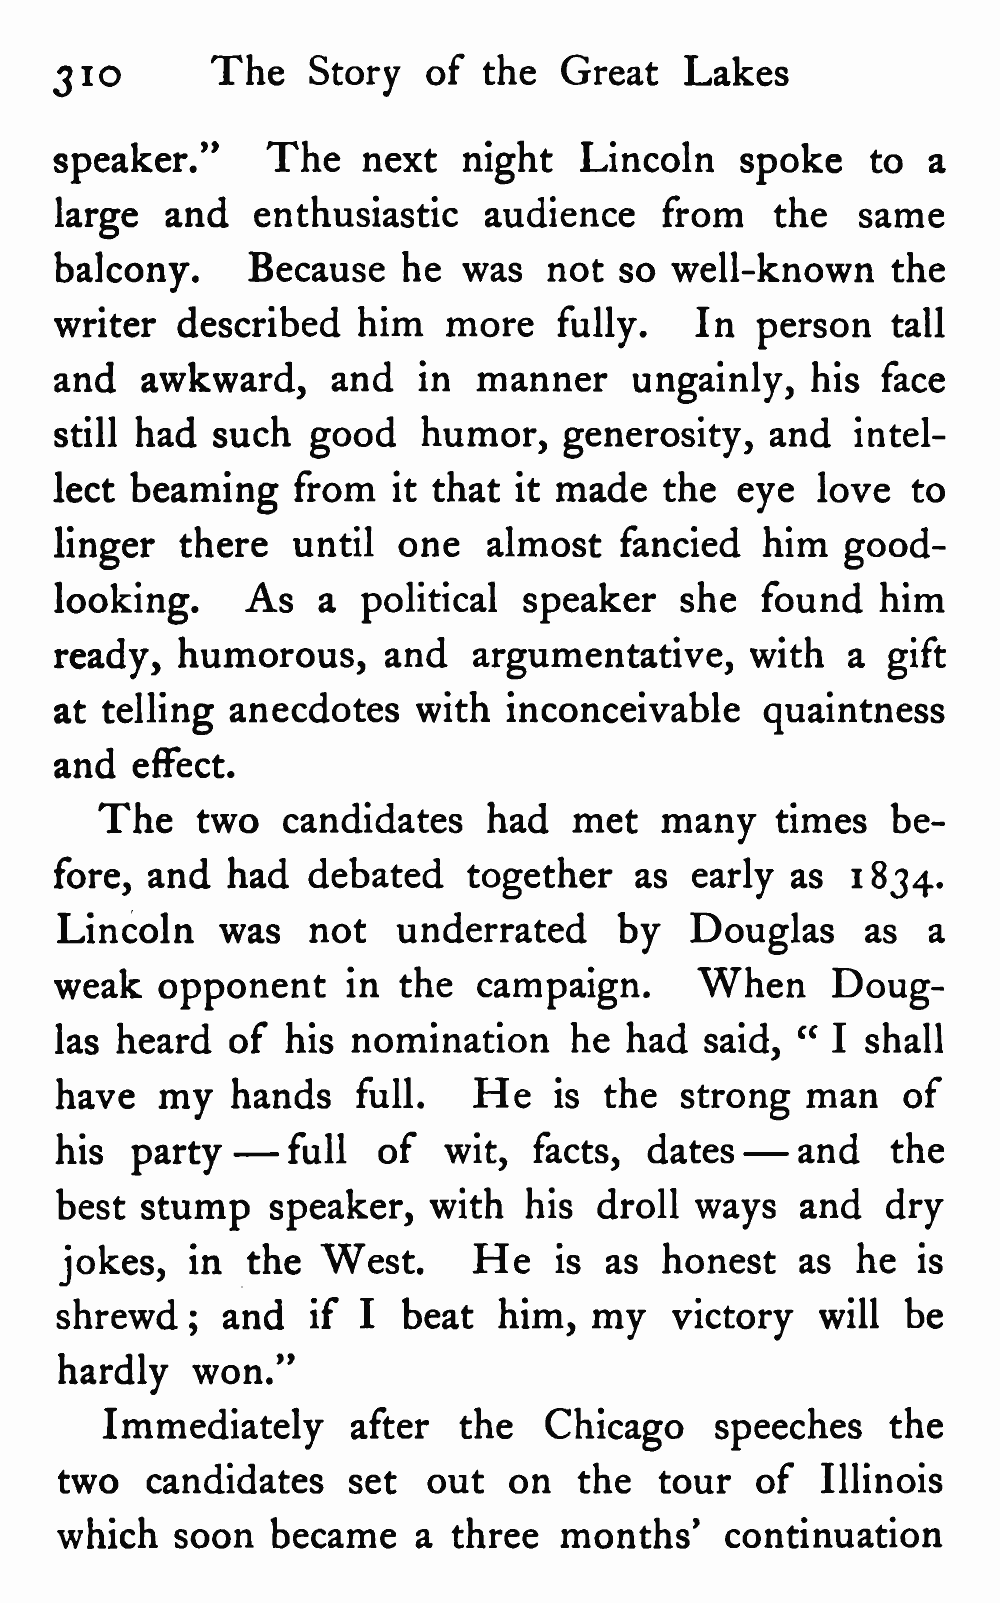 310 The Story of the Great Lakes
speaker.” The next night Lincoln spoke to a
large and enthusiastic audience from the same
balcony. Because he was not so well-known the
writer described him more fully. In person tall
and awkward, and in manner ungainly, his face
still had such good humor, generosity, and intel-
lect beaming from it that it made the eye love to
linger there until one almost fancied him good-
looking. As a political speaker she found him
ready, humorous, and argumentative, with a gift
at telling anecdotes with inconceivable quaintness
and effect.
The two candidates had met many times be-
fore, and had debated together as early as 1834.
Lincoln was not underrated by Douglas as a
weak opponent in the campaign. When Doug-
las heard of his nomination he had said, “ I shall
have my hands full. He is the strong man of
his party — full of wit, facts, dates — and the
best stump speaker, with his droll ways and dry
jokes, in the West. He is as honest as he is
shrewd ; and if I beat him, my victory will be
hardly won.”
Immediately after the Chicago speeches the
two candidates set out on the tour of Illinois
which soon became a three months’ continuation